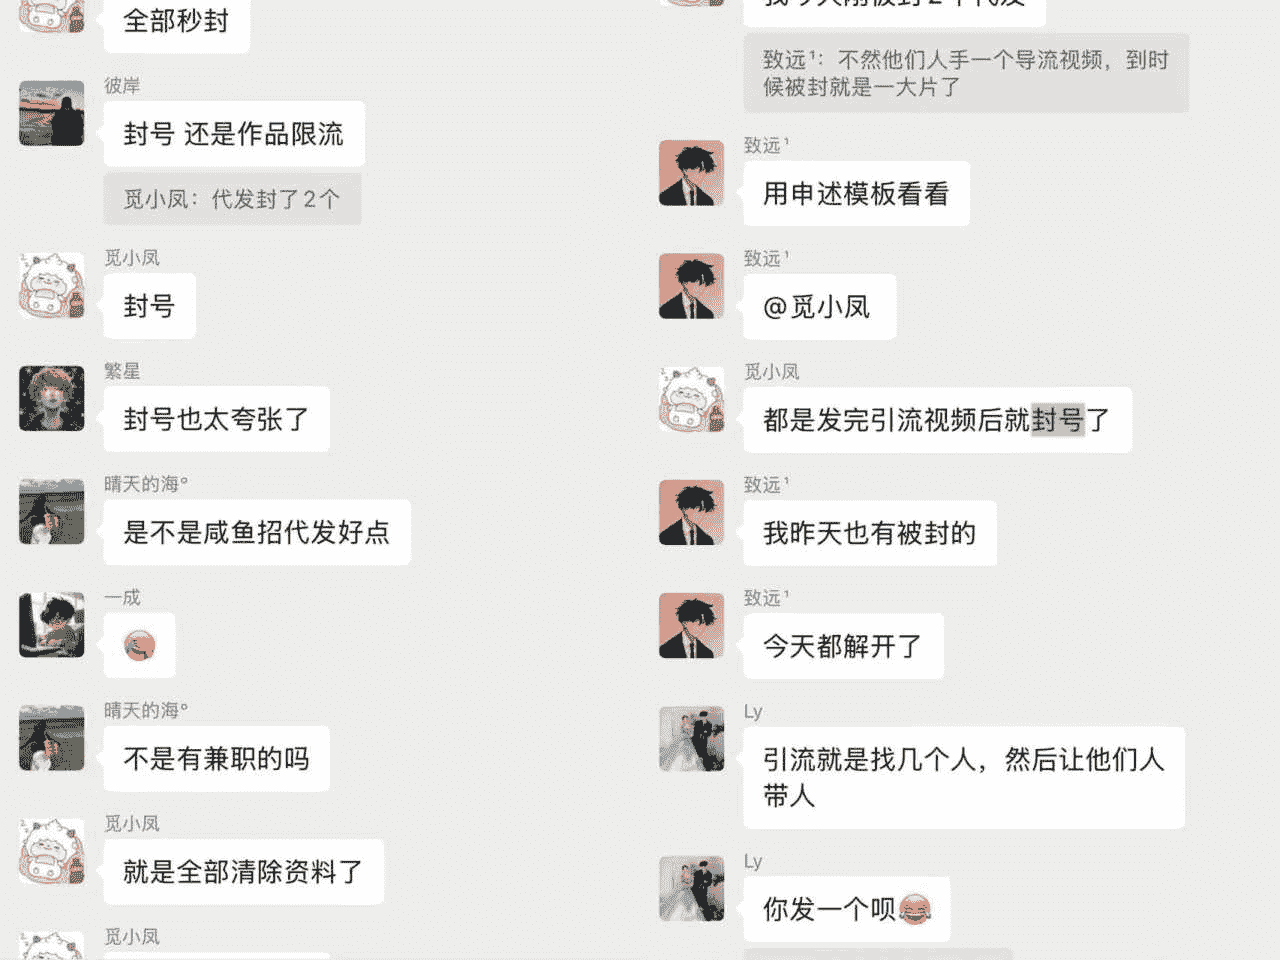 全部秒封
彼岸
封号 还是作品限流
觅小凤：代发封了2个
觅小凤
封号
繁星
封号也太夸张了
晴天的海°
是不是咸鱼招代发好点
一成
晴天的海°
不是有兼职的吗
觅小凤
就是全部清除资料了
觅小凤
致远¹：不然他们人手一个导流视频，到时
候被封就是一大片了
致远¹
用申述模板看看
致远¹
@觅小凤
觅小凤
都是发完引流视频后就封号了
致远¹
我昨天也有被封的
致远¹
今天都解开了
Ly
引流就是找几个人，然后让他们人
带人
Ly
你发一个呗